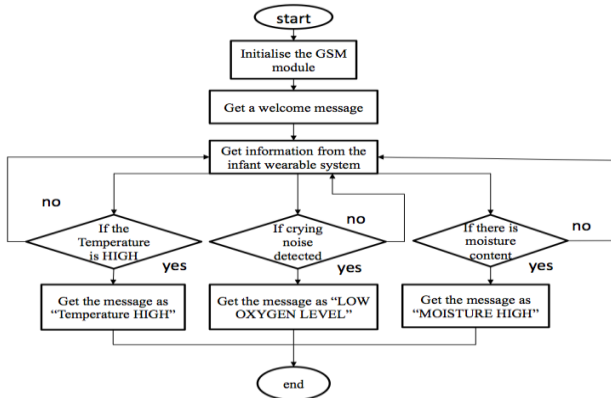 start
Initialise the GSM
module
Get a welcome message
Get information from the
infant wearable system
no
If the
Temperature
is HIGH
yes
If crying
noise
detected
no
yes
If there is
moisture
content
no
yes
Get the message as
“Temperature HIGH”
Get the message as “LOW
OXYGEN LEVEL”
Get the message as
“MOISTURE HIGH”
end